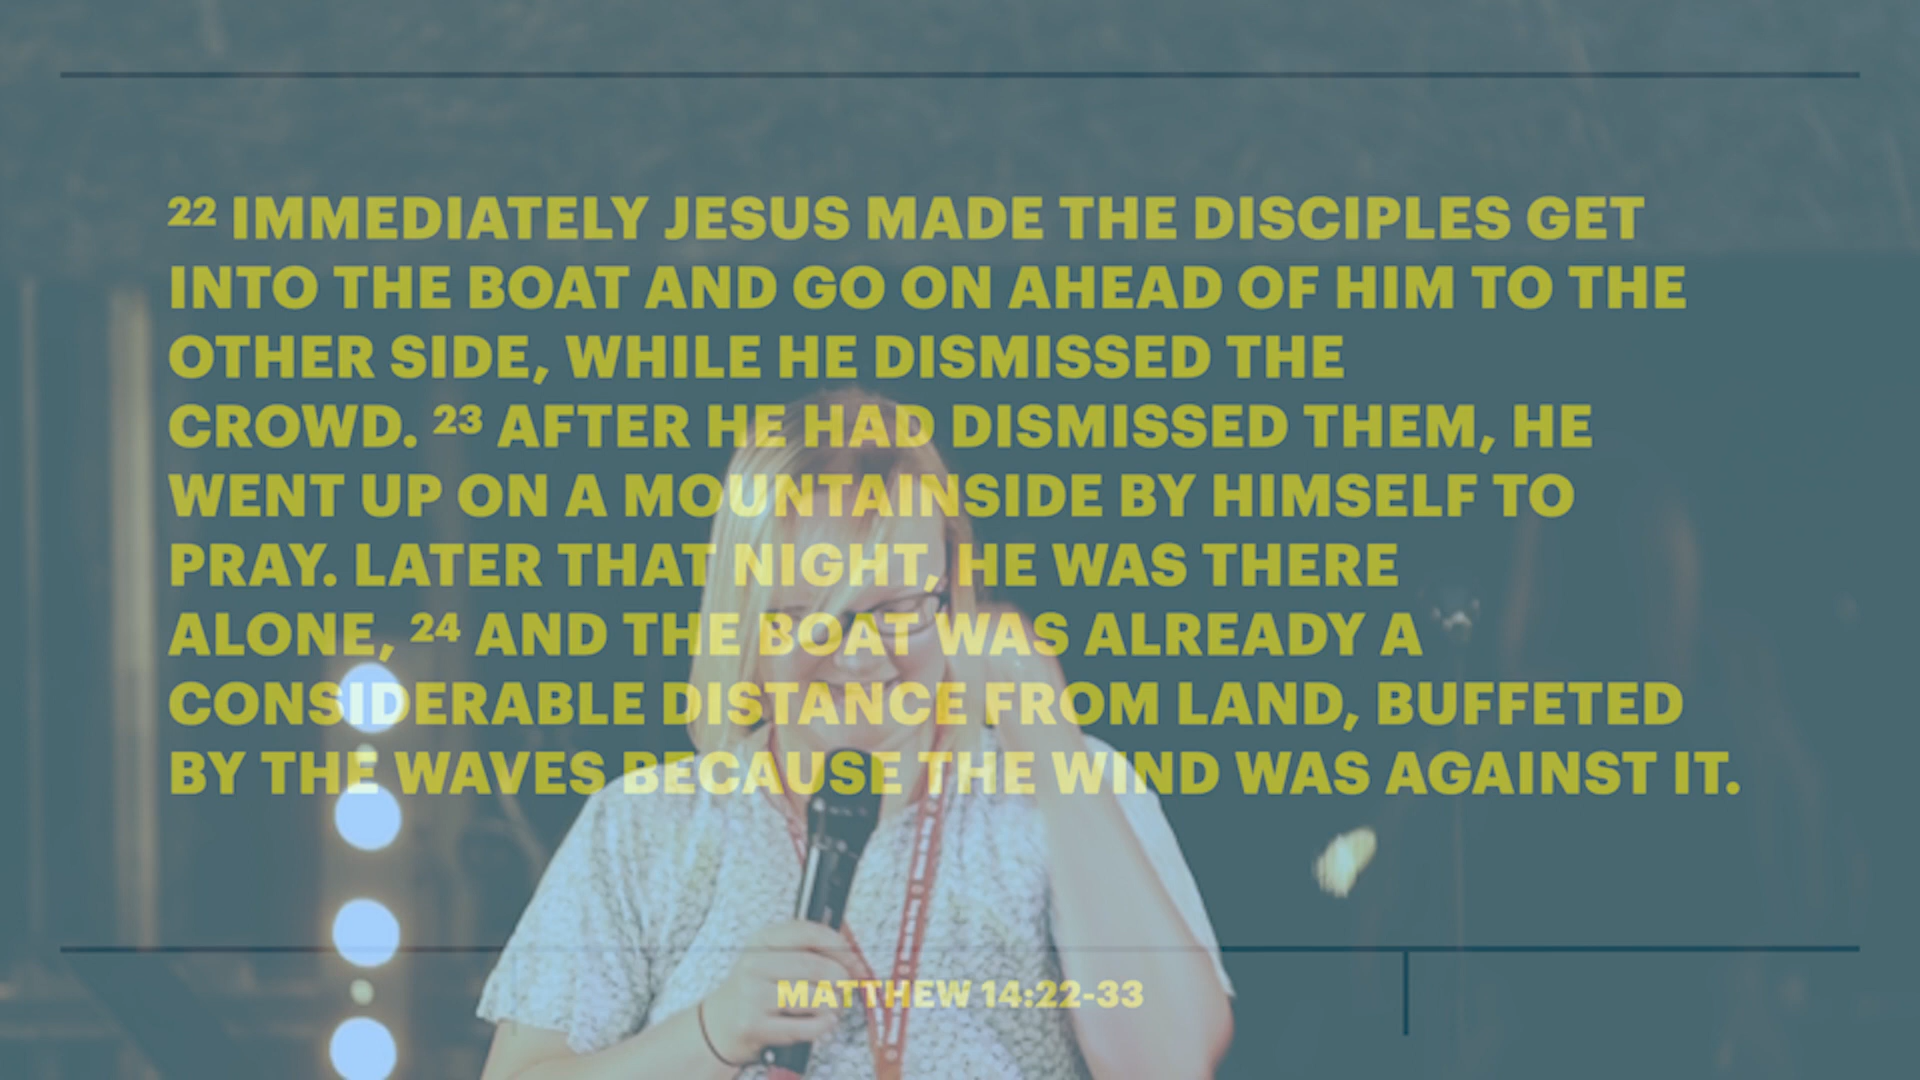 ²² IMMEDIATELY JESUS MADE THE DISCIPLES GET
INTO THE BOAT AND GO ON AHEAD OF HIM TO THE
OTHER SIDE, WHILE HE DISMISSED THE
CROWD. ²³ AFTER HE HAD DISMISSED THEM, HE
WENT UP ON A MOUNTAINSIDE BY HIMSELF TO
PRAY. LATER THAT NIGHT, HE WAS THERE
ALONE, ²⁴ AND THE BOAT WAS ALREADY A
CONSIDERABLE DISTANCE FROM LAND, BUFFETED
BY THE WAVES BECAUSE THE WIND WAS AGAINST IT.
MATTHEW 14:22-33